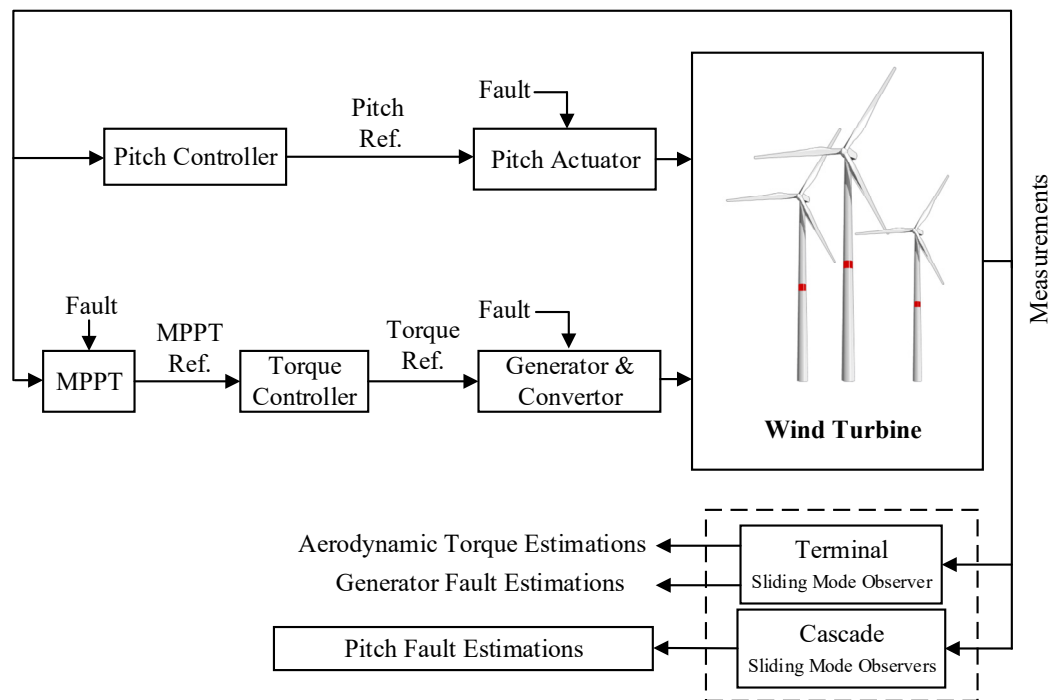 Fault
Pitch
Ref.
Pitch Controller
Pitch Actuator
Measurements
Fault
MPPT
Ref.
Torque
Ref.
Fault
MPPT
Torque
Controller
Generator &
Convertor
Wind Turbine
Aerodynamic Torque Estimations
Generator Fault Estimations
Terminal
Sliding Mode Observer
Pitch Fault Estimations
Cascade
Sliding Mode Observers